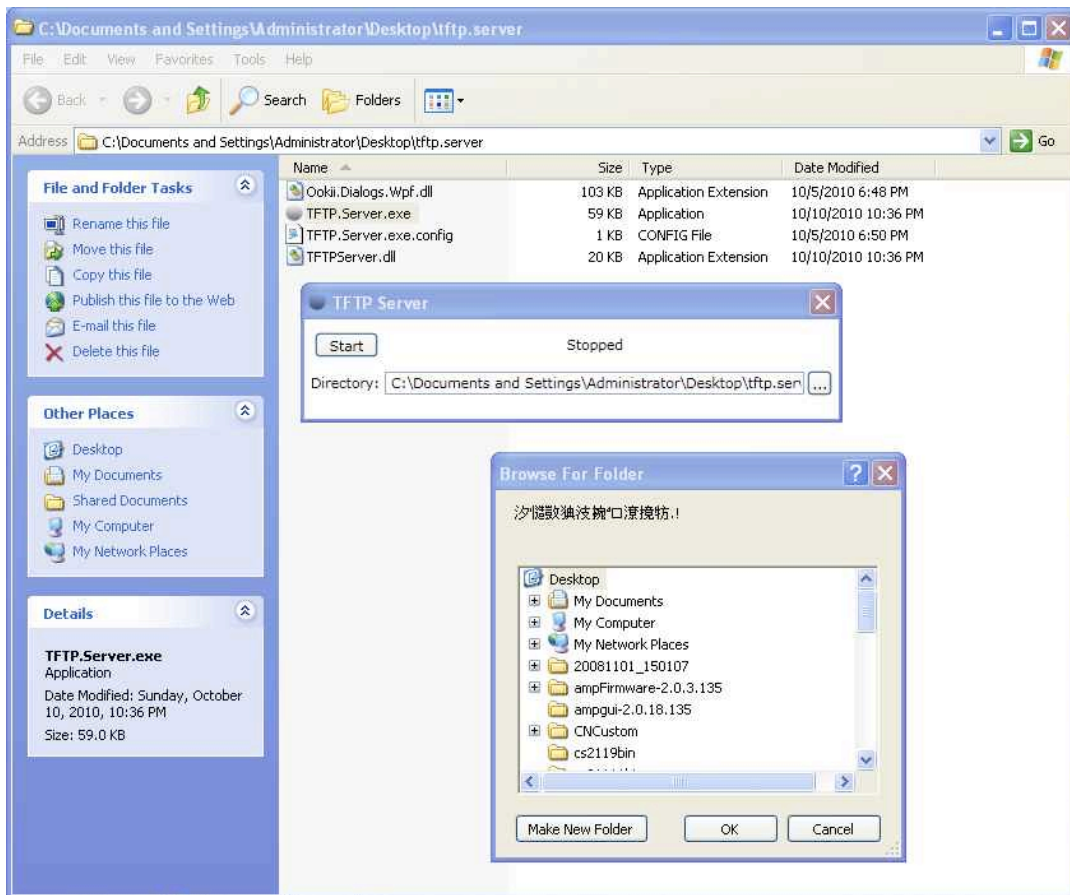 C:\Documents and Settings\Administrator\Desktop\tftp.server
File Edit View Favorites Tools Help
Back Search Folders
Address C:\Documents and Settings\Administrator\Desktop\tftp.server Go
Name Size Type Date Modified
Ookii.Dialogs.Wpf.dll 103 KB Application Extension 10/5/2010 6:48 PM
TFTP.Server.exe 59 KB Application 10/10/2010 10:36 PM
TFTP.Server.exe.config 1 KB CONFIG File 10/5/2010 6:50 PM
TFTPServer.dll 20 KB Application Extension 10/10/2010 10:36 PM
File and Folder Tasks
Rename this file
Move this file
Copy this file
Publish this file to the Web
E-mail this file
Delete this file
Other Places
Desktop
My Documents
Shared Documents
My Computer
My Network Places
Details
TFTP.Server.exe
Application
Date Modified: Sunday, October
10, 2010, 10:36 PM
Size: 59.0 KB
TFTP Server
Start Stopped
Directory: C:\Documents and Settings\Administrator\Desktop\tftp.ser ...
Browse For Folder
Desktop
My Documents
My Computer
My Network Places
20081101_150107
ampFirmware-2.0.3.135
ampgui-2.0.18.135
CNCustom
cs2119bin
Make New Folder OK Cancel